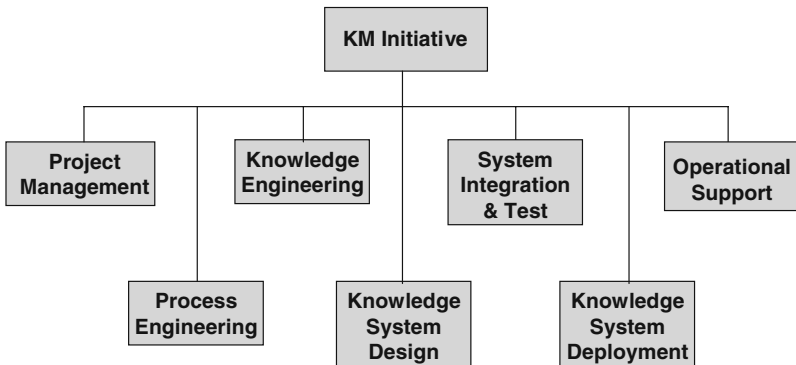 KM Initiative
Project
Management
Knowledge
Engineering
System
Integration
& Test
Operational
Support
Process
Engineering
Knowledge
System
Design
Knowledge
System
Deployment